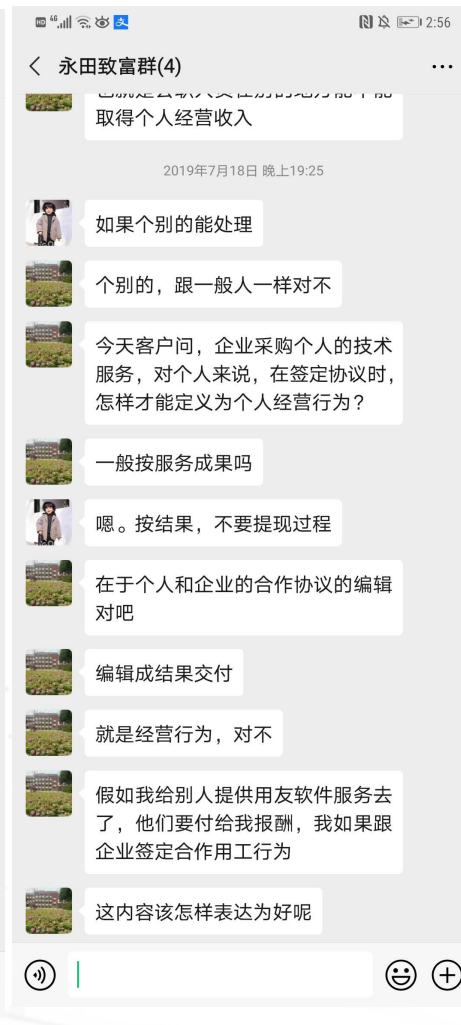 HD 46 2:56
永田致富群(4)
取得个人经营收入
2019年7月18日 晚上19:25
如果个别的能处理
个别的，跟一般人一样对不
今天客户问，企业采购个人的技术
服务，对个人来说，在签定协议时，
怎样才能定义为个人经营行为？
一般按服务成果吗
嗯。按结果，不要提现过程
在于个人和企业的合作协议的编辑
对吧
编辑成结果交付
就是经营行为，对不
假如我给别人提供用友软件服务去
了，他们要付给我报酬，我如果跟
企业签定合作用工行为
这内容该怎样表达为好呢